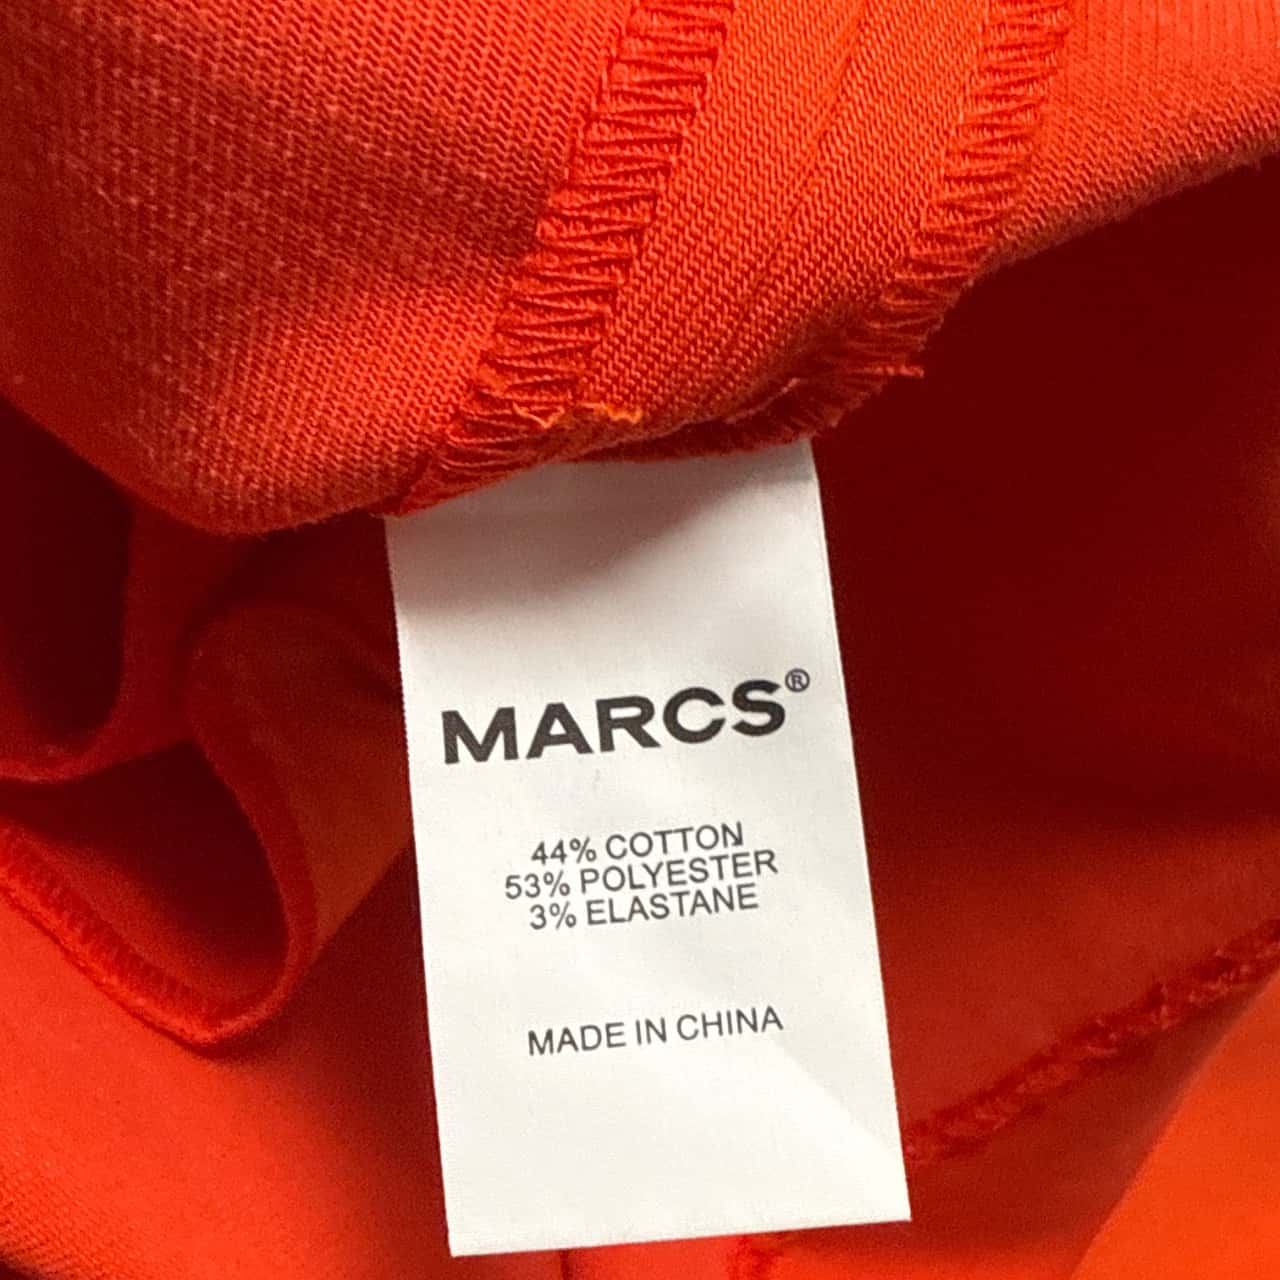 MARCS®
44% COTTON
53% POLYESTER
3% ELASTANE
MADE IN CHINA